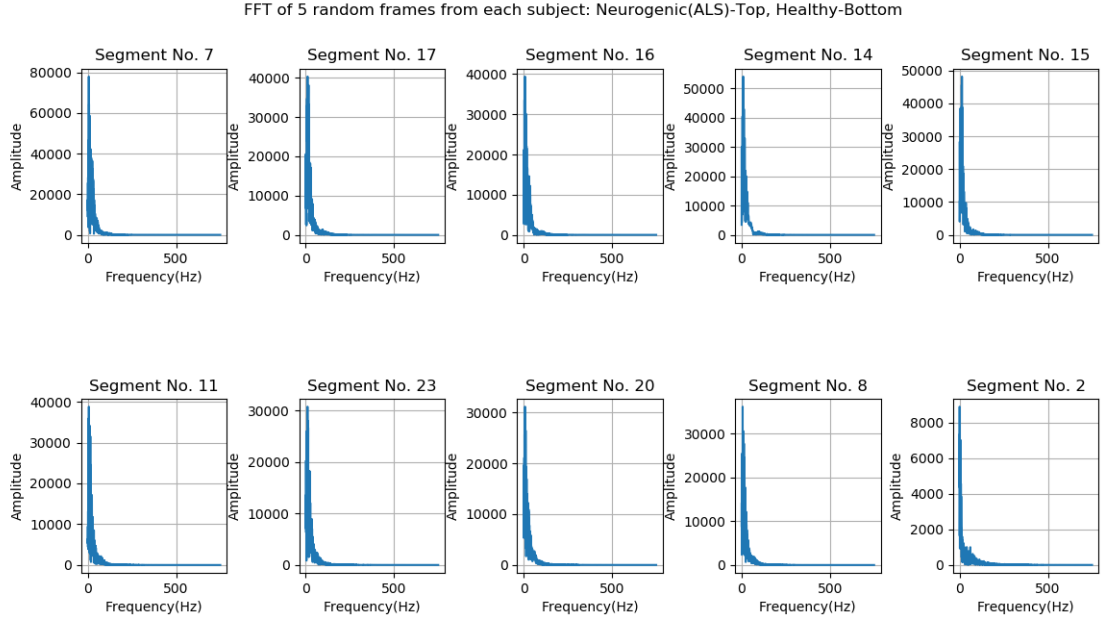 FFT of 5 random frames from each subject: Neurogenic(ALS)-Top, Healthy-Bottom
Segment No. 7
Amplitude
80000
60000
40000
20000
0
0
500
Frequency(Hz)
Segment No. 17
Amplitude
40000
30000
20000
10000
0
0
500
Frequency(Hz)
Segment No. 16
Amplitude
40000
30000
20000
10000
0
0
500
Frequency(Hz)
Segment No. 14
Amplitude
50000
40000
30000
20000
10000
0
0
500
Frequency(Hz)
Segment No. 15
Amplitude
50000
40000
30000
20000
10000
0
0
500
Frequency(Hz)
Segment No. 11
Amplitude
40000
30000
20000
10000
0
0
500
Frequency(Hz)
Segment No. 23
Amplitude
30000
20000
10000
0
0
500
Frequency(Hz)
Segment No. 20
Amplitude
30000
20000
10000
0
0
500
Frequency(Hz)
Segment No. 8
Amplitude
30000
20000
10000
0
0
500
Frequency(Hz)
Segment No. 2
Amplitude
8000
6000
4000
2000
0
0
500
Frequency(Hz)